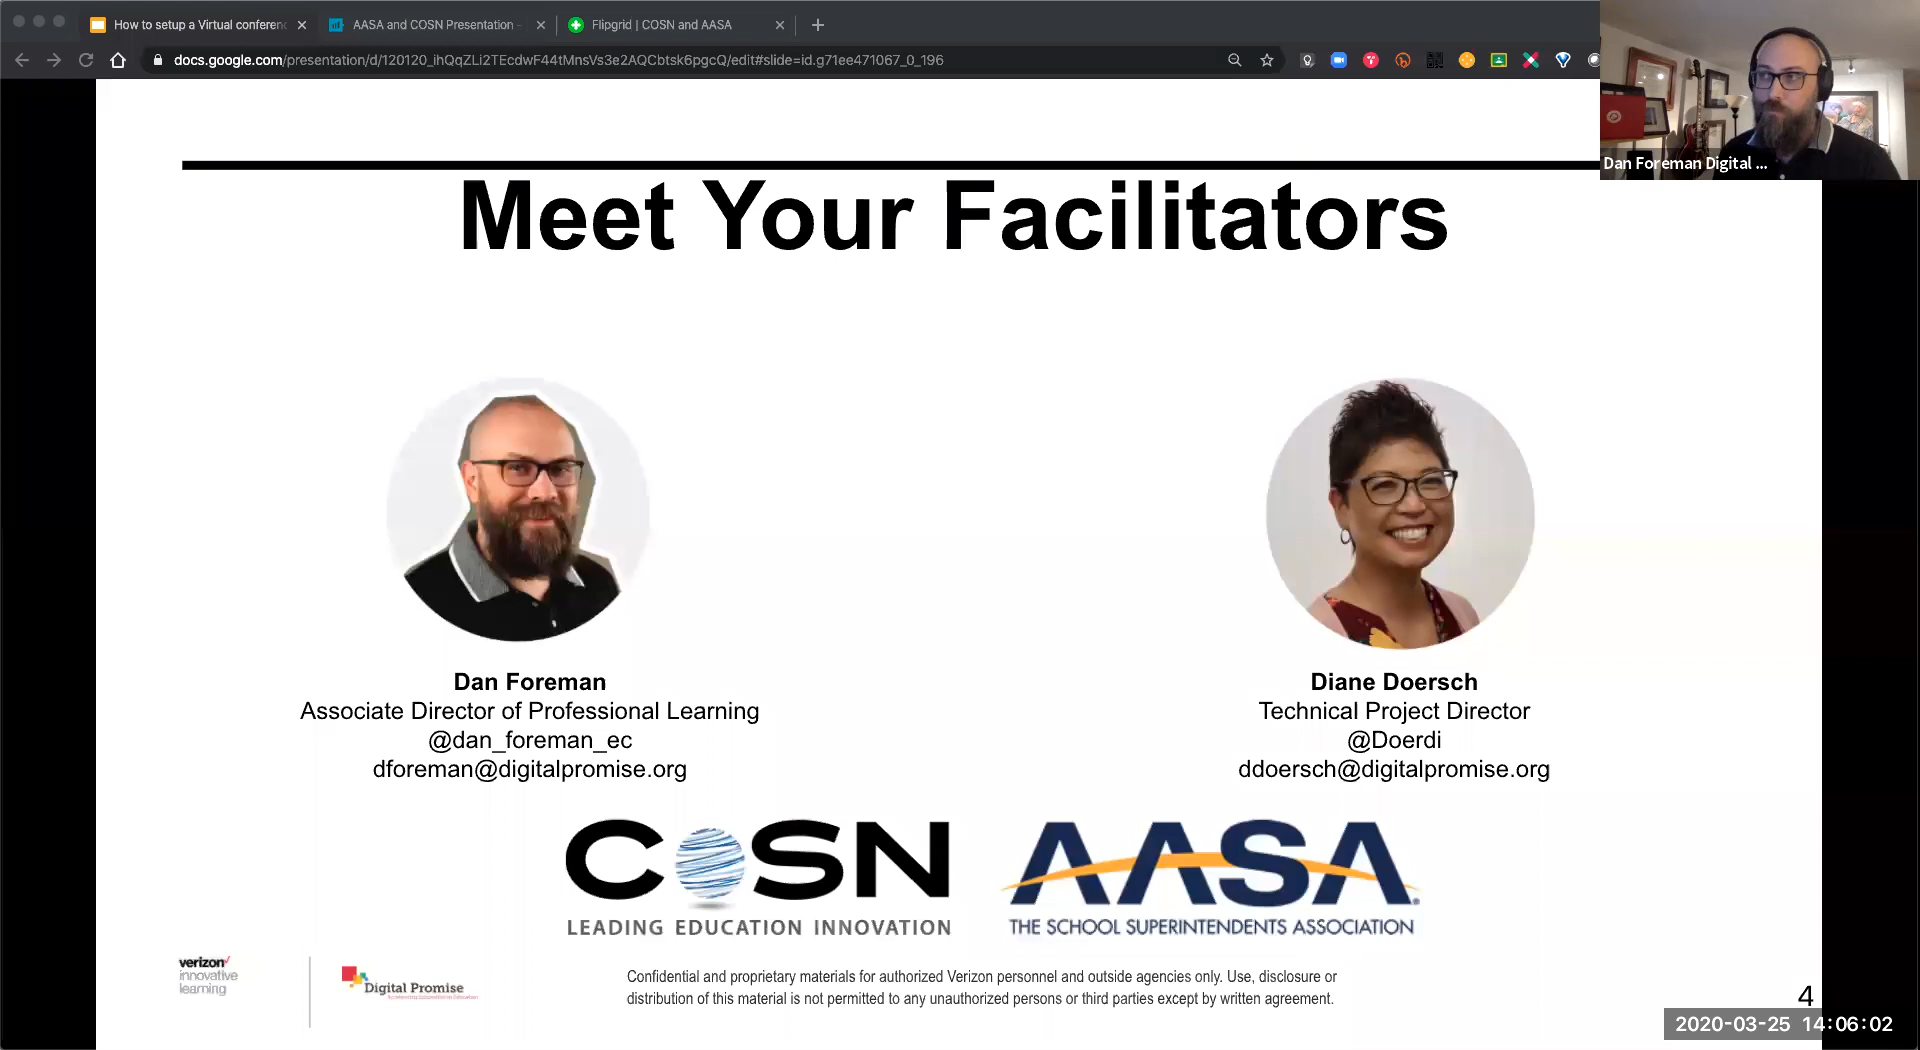 How to setup a Virtual conferen
AASA and COSN Presentation -
Flipgrid | COSN and AASA
docs.google.com/presentation/d/120120_ihQqZLi2TEcdwF44tMnsVs3e2AQCbtsk6pgcQ/edit#slide=id.g71ee471067_0_196
Dan Foreman Digital ...
Meet Your Facilitators
Dan Foreman
Associate Director of Professional Learning
@dan_foreman_ec
dforeman@digitalpromise.org
Diane Doersch
Technical Project Director
@Doerdi
ddoersch@digitalpromise.org
COSN
LEADING EDUCATION INNOVATION
AASA
THE SCHOOL SUPERINTENDENTS ASSOCIATION
verizon
innovative
learning
Digital Promise
Confidential and proprietary materials for authorized Verizon personnel and outside agencies only. Use, disclosure or
distribution of this material is not permitted to any unauthorized persons or third parties except by written agreement.
4
2020-03-25 14:06:02